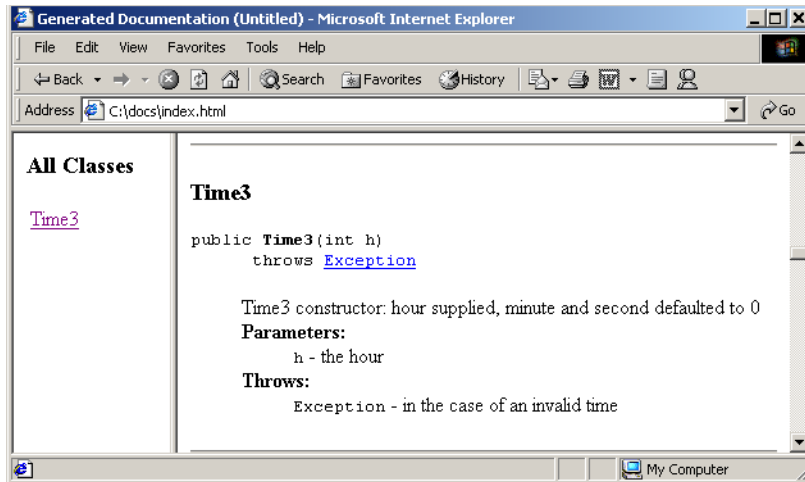 Generated Documentation (Untitled) - Microsoft Internet Explorer
File Edit View Favorites Tools Help
Back Search Favorites History
Address C:\docs\index.html Go
All Classes
Time3
Time3
public Time3(int h)
throws Exception
Time3 constructor: hour supplied, minute and second defaulted to 0
Parameters:
h - the hour
Throws:
Exception - in the case of an invalid time
My Computer